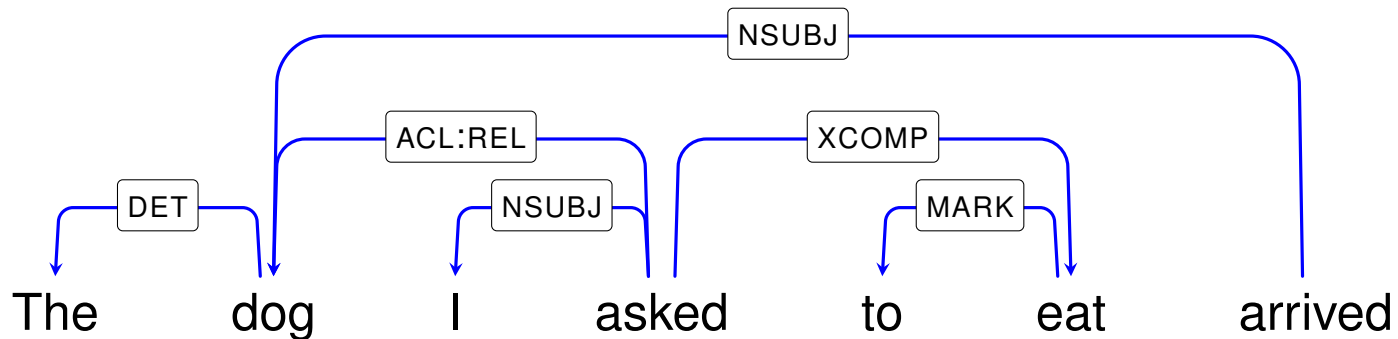 NSUBJ
ACL:REL XCOMP
DET NSUBJ MARK
The dog I asked to eat arrived